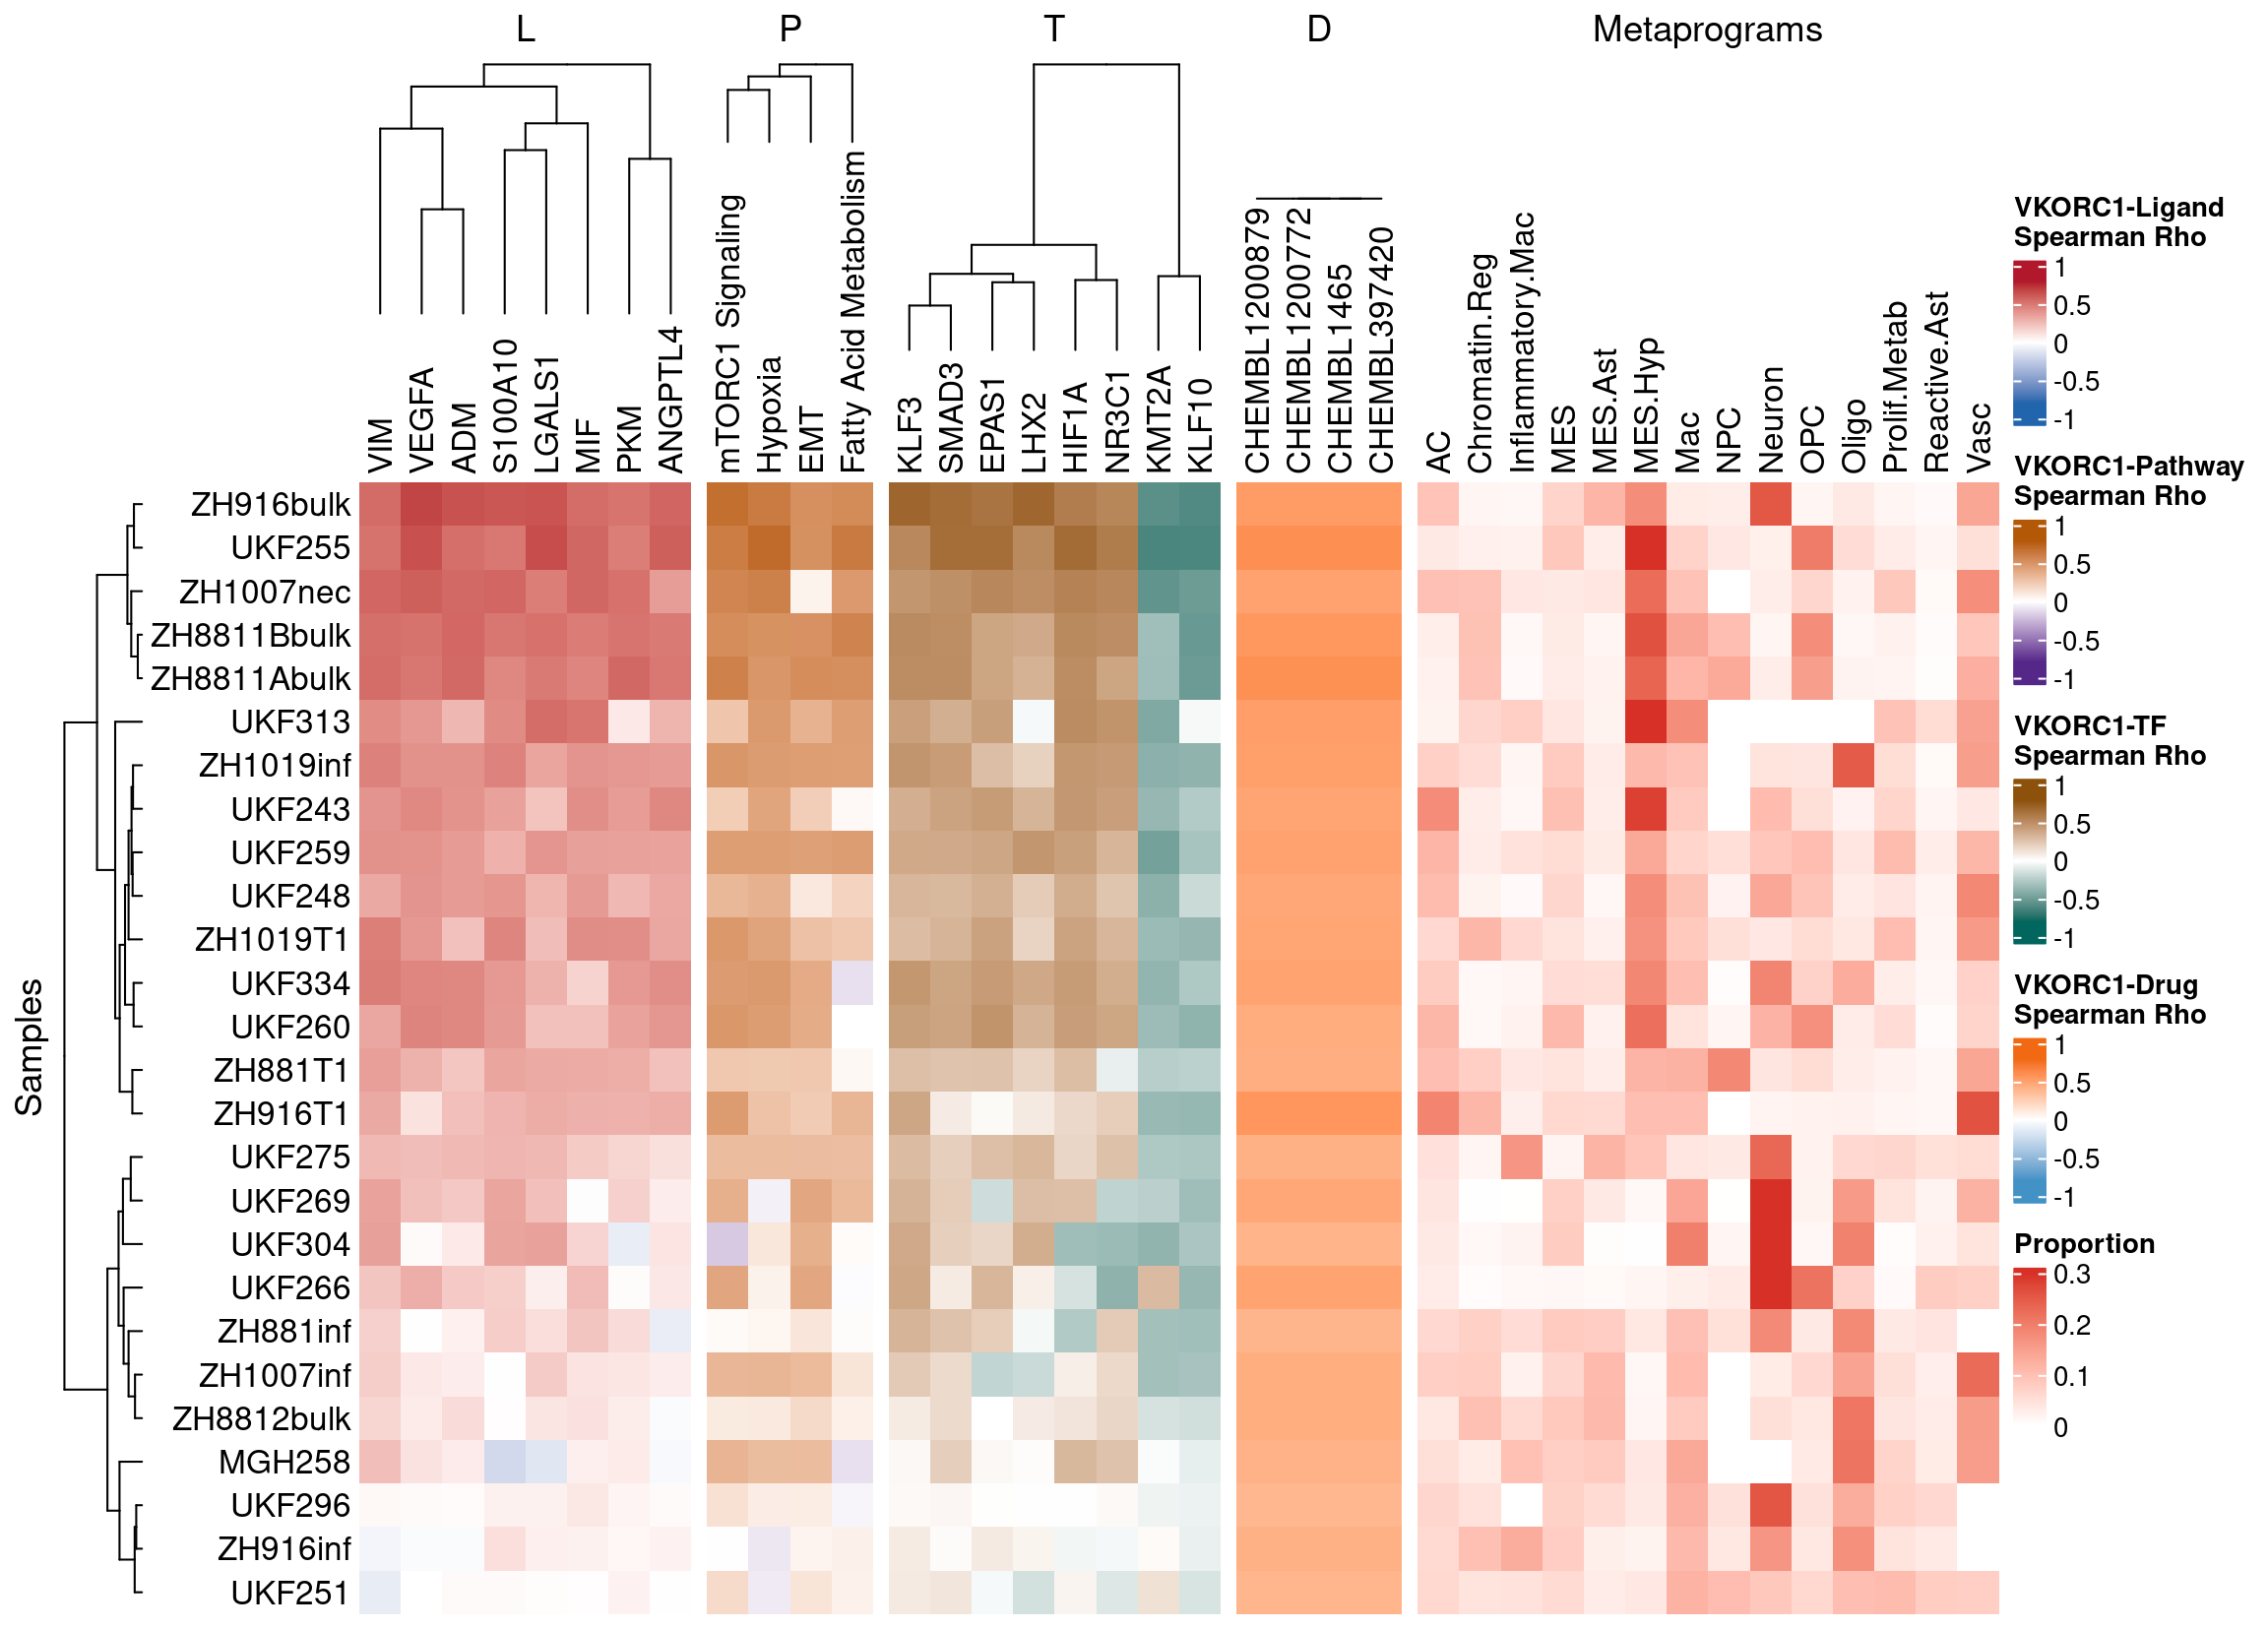 L
P
T
D
Metaprograms
VIM
VEGFA
ADM
S100A10
LGALS1
MIF
PKM
ANGPTL4
mTORC1 Signaling
Hypoxia
EMT
Fatty Acid Metabolism
KLF3
SMAD3
EPAS1
LHX2
HIF1A
NR3C1
KMT2A
KLF10
CHEMBL1200879
CHEMBL1200772
CHEMBL1465
CHEMBL397420
AC
Chromatin.Reg
Inflammatory.Mac
MES
MES.Ast
MES.Hyp
Mac
NPC
Neuron
OPC
Oligo
Prolif.Metab
Reactive.Ast
Vasc
Samples
ZH916bulk
UKF255
ZH1007nec
ZH8811Bbulk
ZH8811Abulk
UKF313
ZH1019inf
UKF243
UKF259
UKF248
ZH1019T1
UKF334
UKF260
ZH881T1
ZH916T1
UKF275
UKF269
UKF304
UKF266
ZH881inf
ZH1007inf
ZH8812bulk
MGH258
UKF296
ZH916inf
UKF251
VKORC1-Ligand
Spearman Rho
1
0.5
0
-0.5
-1
VKORC1-Pathway
Spearman Rho
1
0.5
0
-0.5
-1
VKORC1-TF
Spearman Rho
1
0.5
0
-0.5
-1
VKORC1-Drug
Spearman Rho
1
0.5
0
-0.5
-1
Proportion
0.3
0.2
0.1
0